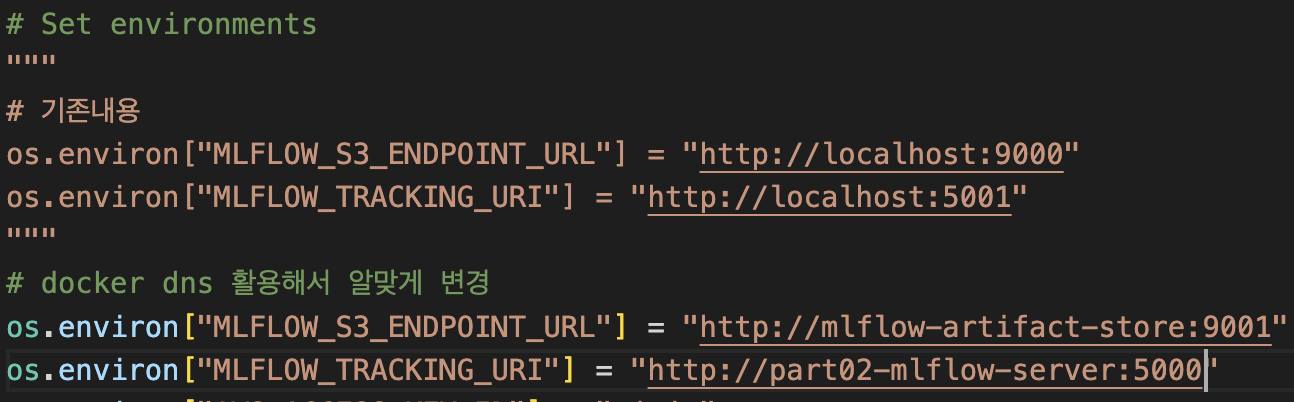 # Set environments
"""
# 기존내용
os.environ["MLFLOW_S3_ENDPOINT_URL"] = "http://localhost:9000"
os.environ["MLFLOW_TRACKING_URI"] = "http://localhost:5001"
"""
# docker dns 활용해서 알맞게 변경
os.environ["MLFLOW_S3_ENDPOINT_URL"] = "http://mlflow-artifact-store:9001"
os.environ["MLFLOW_TRACKING_URI"] = "http://part02-mlflow-server:5000"